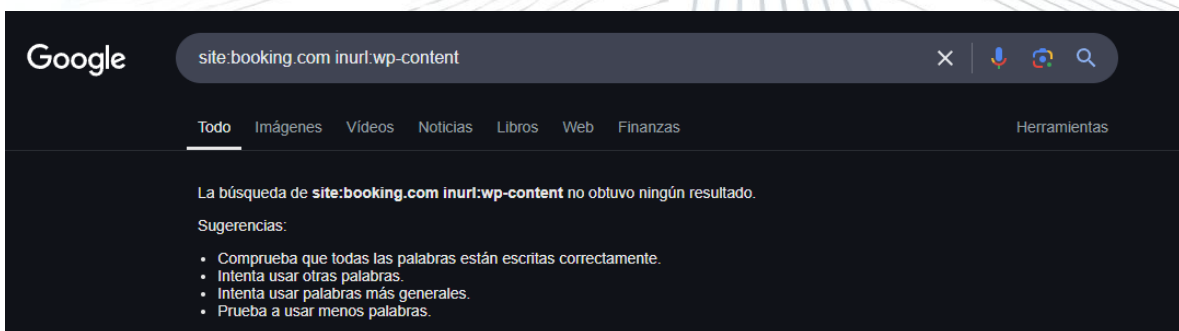 Google
site:booking.com inurl:wp-content
Todo Imágenes Vídeos Noticias Libros Web Finanzas Herramientas
La búsqueda de site:booking.com inurl:wp-content no obtuvo ningún resultado.
Sugerencias:
• Comprueba que todas las palabras están escritas correctamente.
• Intenta usar otras palabras.
• Intenta usar palabras más generales.
• Prueba a usar menos palabras.